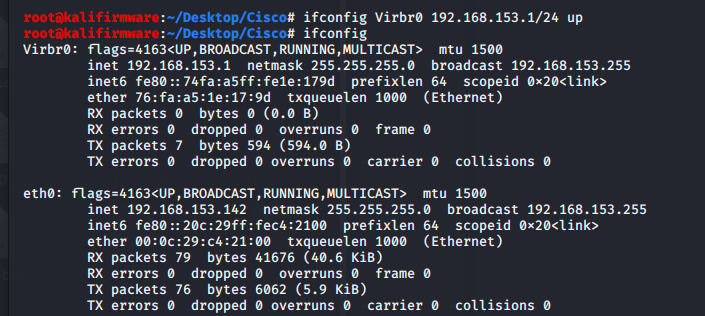 root@kalifirmware:~/Desktop/Cisco# ifconfig Virbr0 192.168.153.1/24 up
root@kalifirmware:~/Desktop/Cisco# ifconfig
Virbr0: flags=4163<UP,BROADCAST,RUNNING,MULTICAST>  mtu 1500
        inet 192.168.153.1  netmask 255.255.255.0  broadcast 192.168.153.255
        inet6 fe80::74fa:a5ff:fe1e:179d  prefixlen 64  scopeid 0×20<link>
        ether 76:fa:a5:1e:17:9d  txqueuelen 1000  (Ethernet)
        RX packets 0  bytes 0 (0.0 B)
        RX errors 0  dropped 0  overruns 0  frame 0
        TX packets 7  bytes 594 (594.0 B)
        TX errors 0  dropped 0 overruns 0  carrier 0  collisions 0

eth0: flags=4163<UP,BROADCAST,RUNNING,MULTICAST>  mtu 1500
        inet 192.168.153.142  netmask 255.255.255.0  broadcast 192.168.153.255
        inet6 fe80::20c:29ff:fec4:2100  prefixlen 64  scopeid 0×20<link>
        ether 00:0c:29:c4:21:00  txqueuelen 1000  (Ethernet)
        RX packets 79  bytes 41676 (40.6 KiB)
        RX errors 0  dropped 0  overruns 0  frame 0
        TX packets 76  bytes 6062 (5.9 KiB)
        TX errors 0  dropped 0 overruns 0  carrier 0  collisions 0